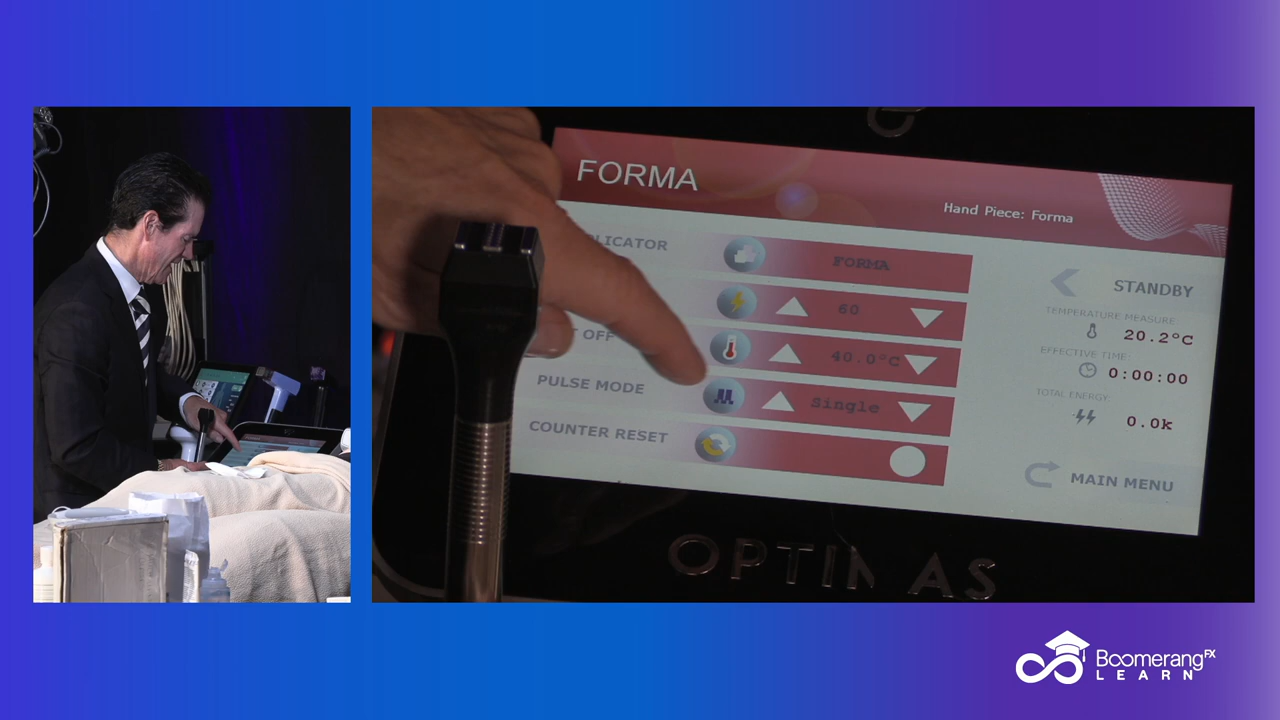 FORMA
Hand Piece: Forma
LICATOR
FORMA
60
T OFF
40.0°C
PULSE MODE
Single
COUNTER RESET
STANDBY
TEMPERATURE MEASURE:
20.2°C
EFFECTIVE TIME:
0:00:00
TOTAL ENERGY:
0.0k
MAIN MENU
OPTIMAS
BoomerangFX
LEARN